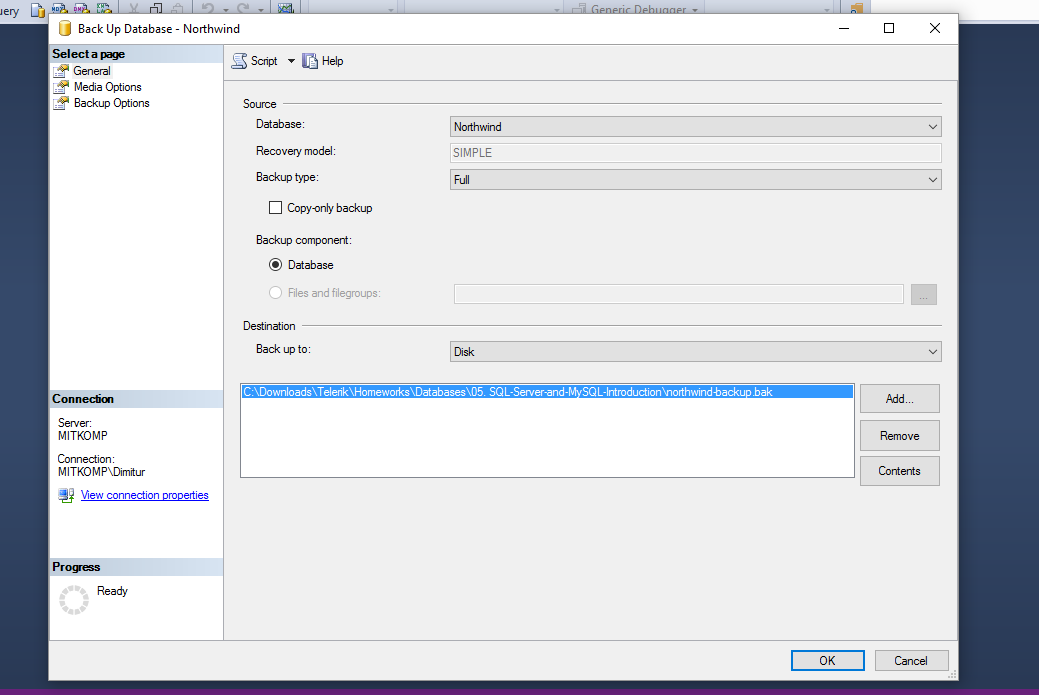 Generic Debugger
Back Up Database - Northwind
Select a page
General
Media Options
Backup Options
Script
Help
Source
Database:
Northwind
Recovery model:
SIMPLE
Backup type:
Full
Copy-only backup
Backup component:
Database
Files and filegroups:
...
Destination
Back up to:
Disk
C:\Downloads\Telerik\Homeworks\Databases\05. SQL-Server-and-MySQL-Introduction\northwind-backup.bak
Add...
Remove
Contents
Connection
Server:
MITKOMP
Connection:
MITKOMP\Dimitur
View connection properties
Progress
Ready
OK
Cancel